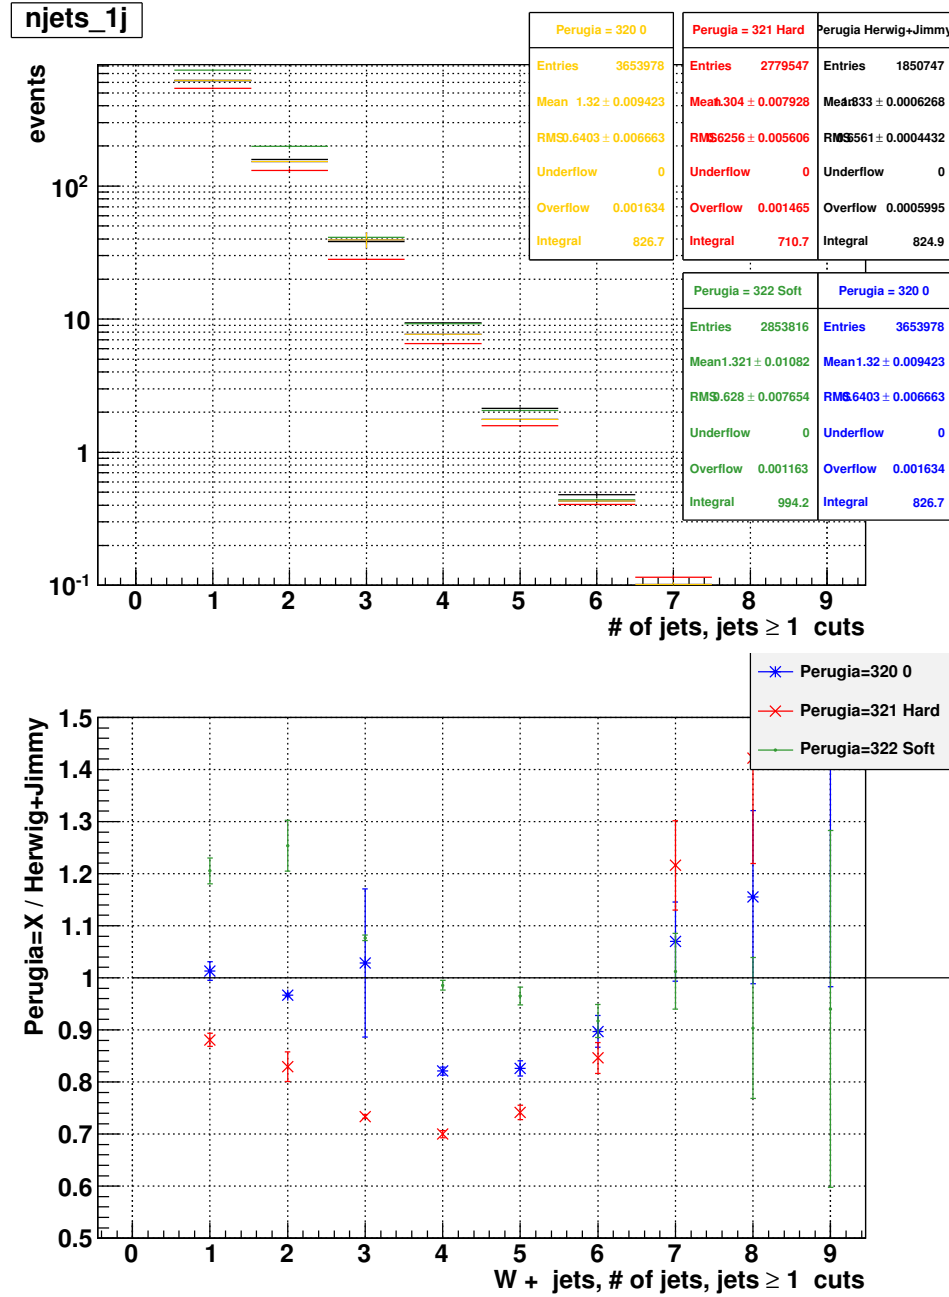 njets_1j
events
Perugia = 320 0
Entries 3653978
Mean 1.32 ± 0.009423
RMS 0.6403 ± 0.006663
Underflow 0
Overflow 0.001634
Integral 826.7
Perugia = 321 Hard
Entries 2779547
Mean 1.304 ± 0.007928
RMS 0.6256 ± 0.005606
Underflow 0
Overflow 0.001465
Integral 710.7
Perugia Herwig+Jimmy
Entries 1850747
Mean 1.333 ± 0.0006268
RMS 0.6561 ± 0.0004432
Underflow 0
Overflow 0.0005995
Integral 824.9
Perugia = 322 Soft
Entries 2853816
Mean 1.321 ± 0.01082
RMS 0.628 ± 0.007654
Underflow 0
Overflow 0.001163
Integral 994.2
Perugia = 320 0
Entries 3653978
Mean 1.32 ± 0.009423
RMS 0.6403 ± 0.006663
Underflow 0
Overflow 0.001634
Integral 826.7
10²
10
1
10⁻¹
0 1 2 3 4 5 6 7 8 9
# of jets, jets ≥ 1 cuts
Perugia=320 0
Perugia=321 Hard
Perugia=322 Soft
Perugia=X / Herwig+Jimmy
1.5
1.4
1.3
1.2
1.1
1
0.9
0.8
0.7
0.6
0.5
0 1 2 3 4 5 6 7 8 9
W + jets, # of jets, jets ≥ 1 cuts